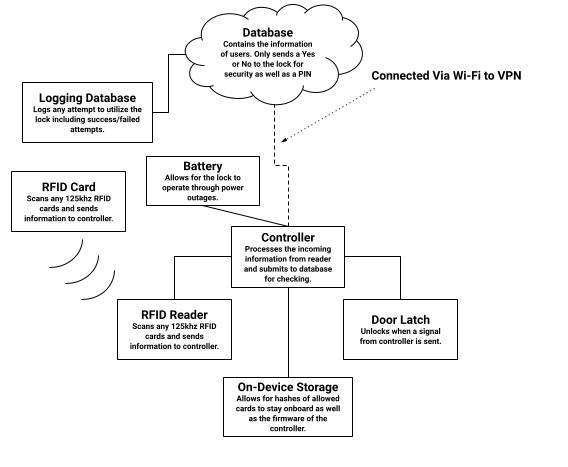 Database
Contains the information
of users. Only sends a Yes
or No to the lock for
security as well as a PIN
Connected Via Wi-Fi to VPN
Logging Database
Logs any attempt to utilize the
lock including success/failed
attempts.
Battery
Allows for the lock to
operate through power
outages.
RFID Card
Scans any 125khz RFID
cards and sends
information to controller.
Controller
Processes the incoming
information from reader
and submits to database
for checking.
RFID Reader
Scans any 125khz RFID
cards and sends
information to controller.
Door Latch
Unlocks when a signal
from controller is sent.
On-Device Storage
Allows for hashes of allowed
cards to stay onboard as well
as the firmware of the
controller.